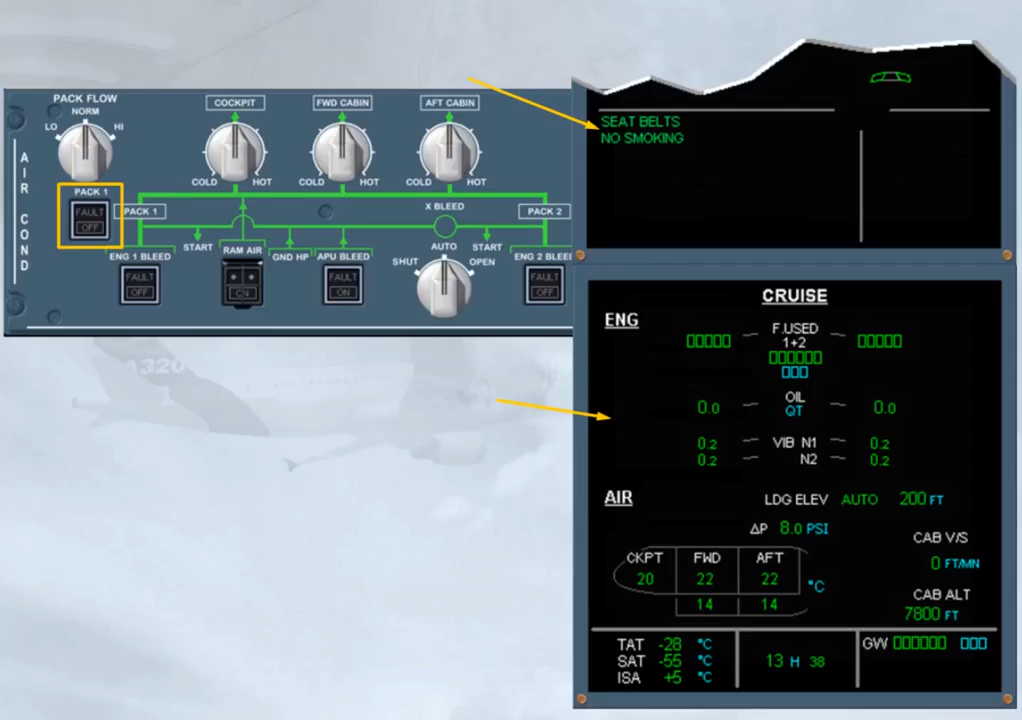 PACK FLOW
NORM
LO HI
COCKPIT
FWD CABIN
AFT CABIN
COLD HOT
COLD HOT
COLD HOT
AIR COND
PACK 1
FAULT
OFF
PACK 1
X BLEED
PACK 2
START
RAM AIR
GND HP
APU BLEED
AUTO
START
ENG 1 BLEED
SHUT
OPEN
ENG 2 BLEE
FAULT
OFF
ON
FAULT
ON
FAULT
OFF
A320
SEAT BELTS
NO SMOKING
CRUISE
ENG
F.USED
1+2
OIL
0.0 QT 0.0
0.2 VIB N1 0.2
0.2 N2 0.2
AIR
LDG ELEV AUTO 200 FT
ΔP 8.0 PSI
CAB V/S
CKPT FWD AFT
0 FT/MN
20 22 22 °C
CAB ALT
14 14
7800 FT
TAT -28 °C
SAT -55 °C
ISA +5 °C
13 H 38
GW